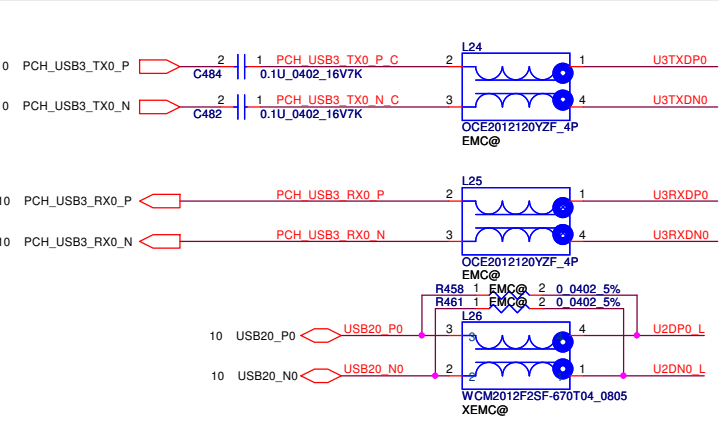 L24
0 PCH_USB3_TX0_P 2 1 PCH_USB3_TX0_P_C 2 1 U3TXDP0
C484 0.1U_0402_16V7K
0 PCH_USB3_TX0_N 2 1 PCH_USB3_TX0_N_C 3 4 U3TXDN0
C482 0.1U_0402_16V7K
OCE2012120YZF_4P
EMC@
L25
10 PCH_USB3_RX0_P PCH_USB3_RX0_P 2 1 U3RXDP0
10 PCH_USB3_RX0_N PCH_USB3_RX0_N 3 4 U3RXDN0
OCE2012120YZF_4P
EMC@
R458 1 EMC@ 2 0_0402_5%
R461 1 EMC@ 2 0_0402_5%
L26
10 USB20_P0 USB20_P0 3 3 4 U2DP0_L
10 USB20_N0 USB20_N0 2 2 1 U2DN0_L
WCM2012F2SF-670T04_0805
XEMC@